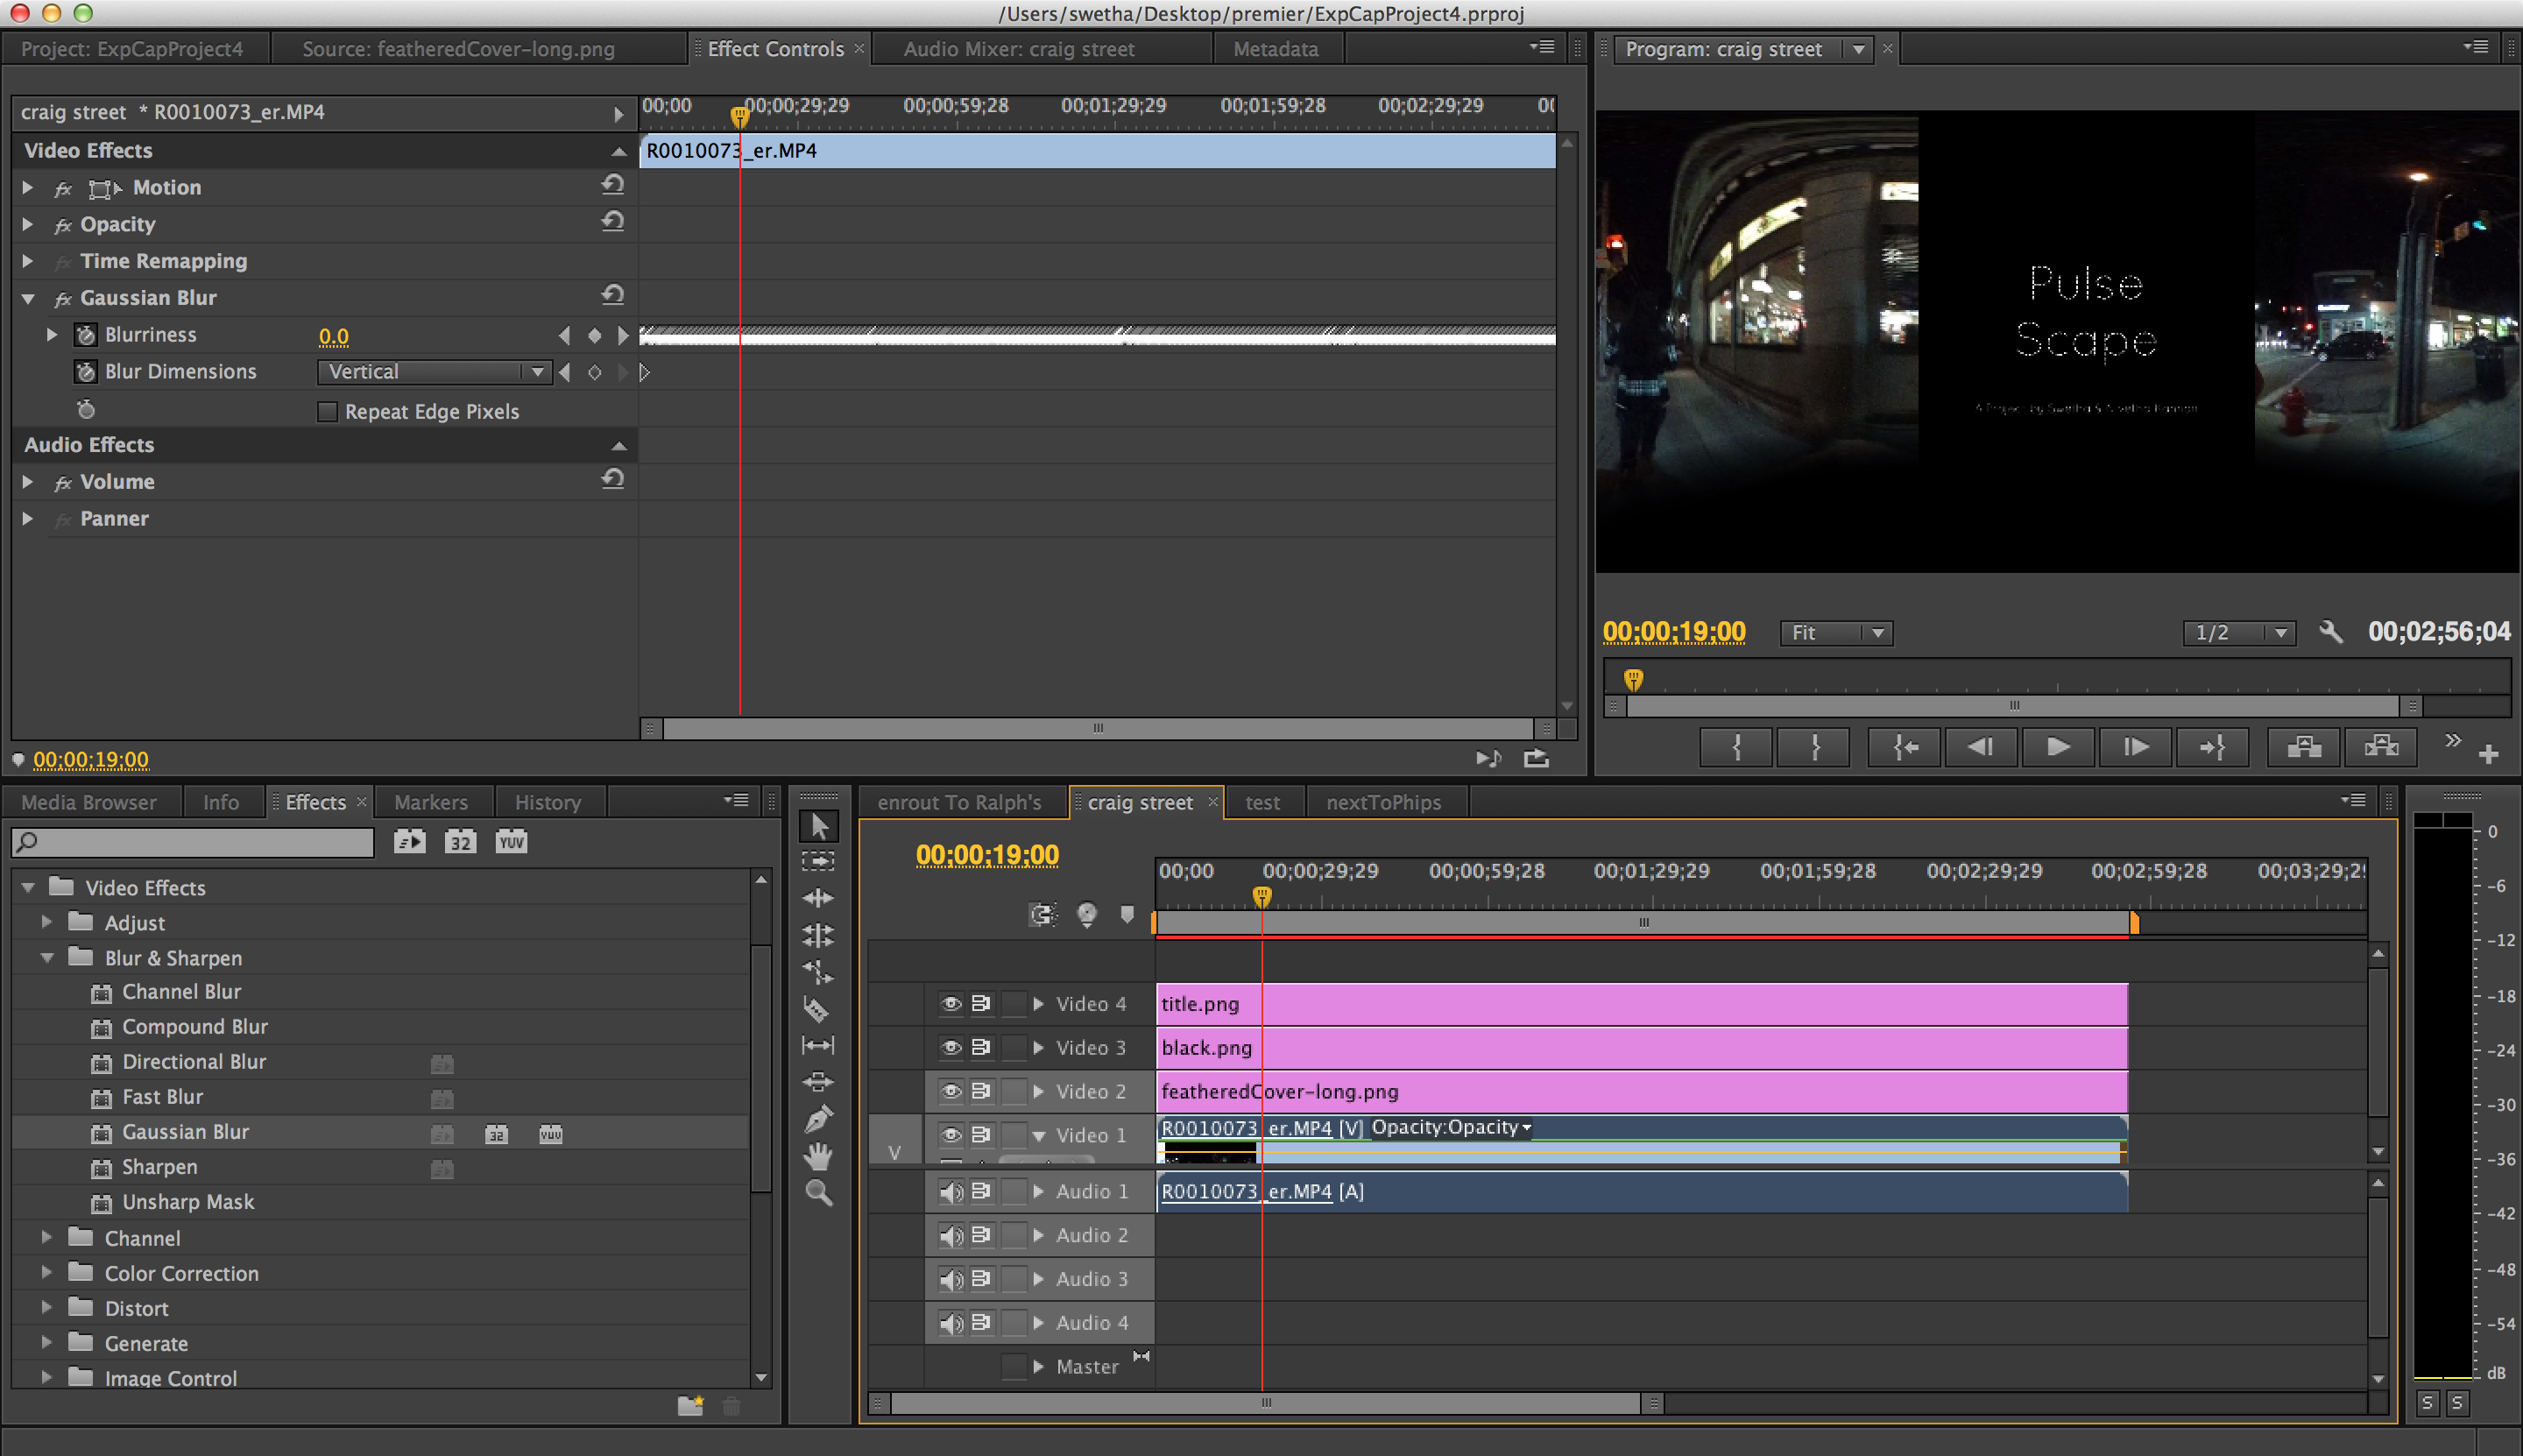 /Users/swetha/Desktop/premier/ExpCapProject4.prproj
Project: ExpCapProject4
Source: featheredCover-long.png
Effect Controls
Audio Mixer: craig street
Metadata
craig street * R0010073_er.MP4
00;00
00;00;29;29
00;00;59;28
00;01;29;29
00;01;59;28
00;02;29;29
Video Effects
R0010073_er.MP4
Motion
Opacity
Time Remapping
Gaussian Blur
Blurriness
0.0
Blur Dimensions
Vertical
Repeat Edge Pixels
Audio Effects
Volume
Panner
00;00;19;00
Program: craig street
Pulse
Scape
A Project by Swetha
00;00;19;00
Fit
1/2
00;02;56;04
Media Browser
Info
Effects
Markers
History
32
YUV
Video Effects
Adjust
Blur & Sharpen
Channel Blur
Compound Blur
Directional Blur
Fast Blur
Gaussian Blur
32
YUV
Sharpen
Unsharp Mask
Channel
Color Correction
Distort
Generate
Image Control
enrout To Ralph's
craig street
test
nextToPhips
00;00;19;00
00;00
00;00;29;29
00;00;59;28
00;01;29;29
00;01;59;28
00;02;29;29
00;02;59;28
00;03;29;29
Video 4
title.png
Video 3
black.png
Video 2
featheredCover-long.png
V
Video 1
R0010073_er.MP4 [V] Opacity:Opacity
Audio 1
R0010073_er.MP4 [A]
Audio 2
Audio 3
Audio 4
Master
0
-6
-12
-18
-24
-30
-36
-42
-48
-54
dB
S
S